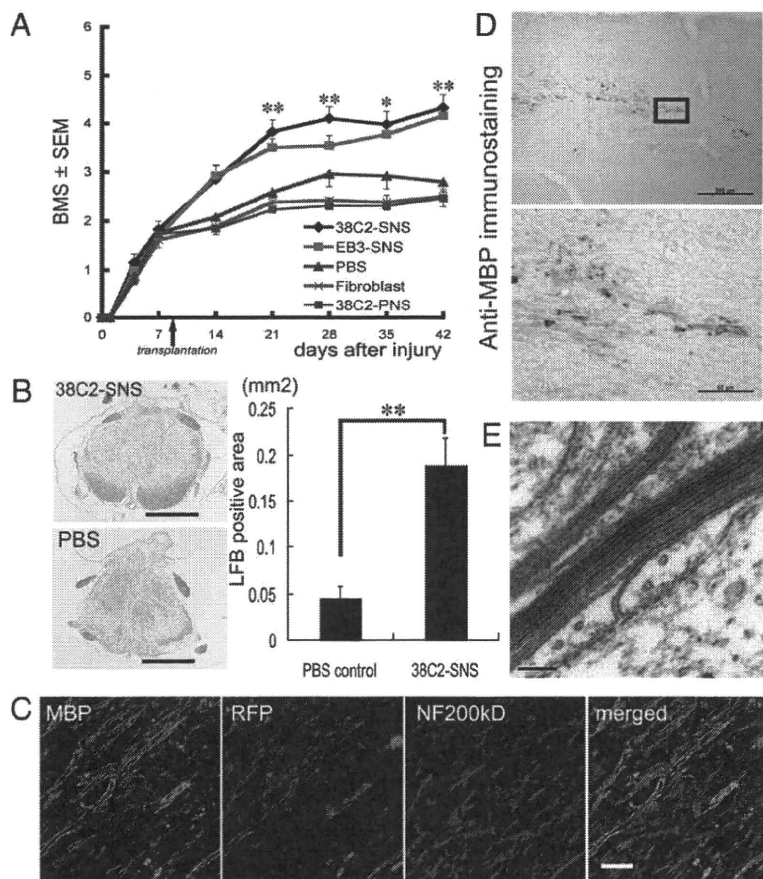 A
BMS ± SEM
6
5
4
3
2
1
0
** ** * **
38C2-SNS
EB3-SNS
PBS
Fibroblast
38C2-PNS
0 7 14 21 28 35 42
transplantation
days after injury
B
38C2-SNS
PBS
(mm2)
LFB positive area
0.25
0.2
0.15
0.1
0.05
0
**
PBS control 38C2-SNS
C
MBP
RFP
NF200kD
merged
D
Anti-MBP immunostaining
E